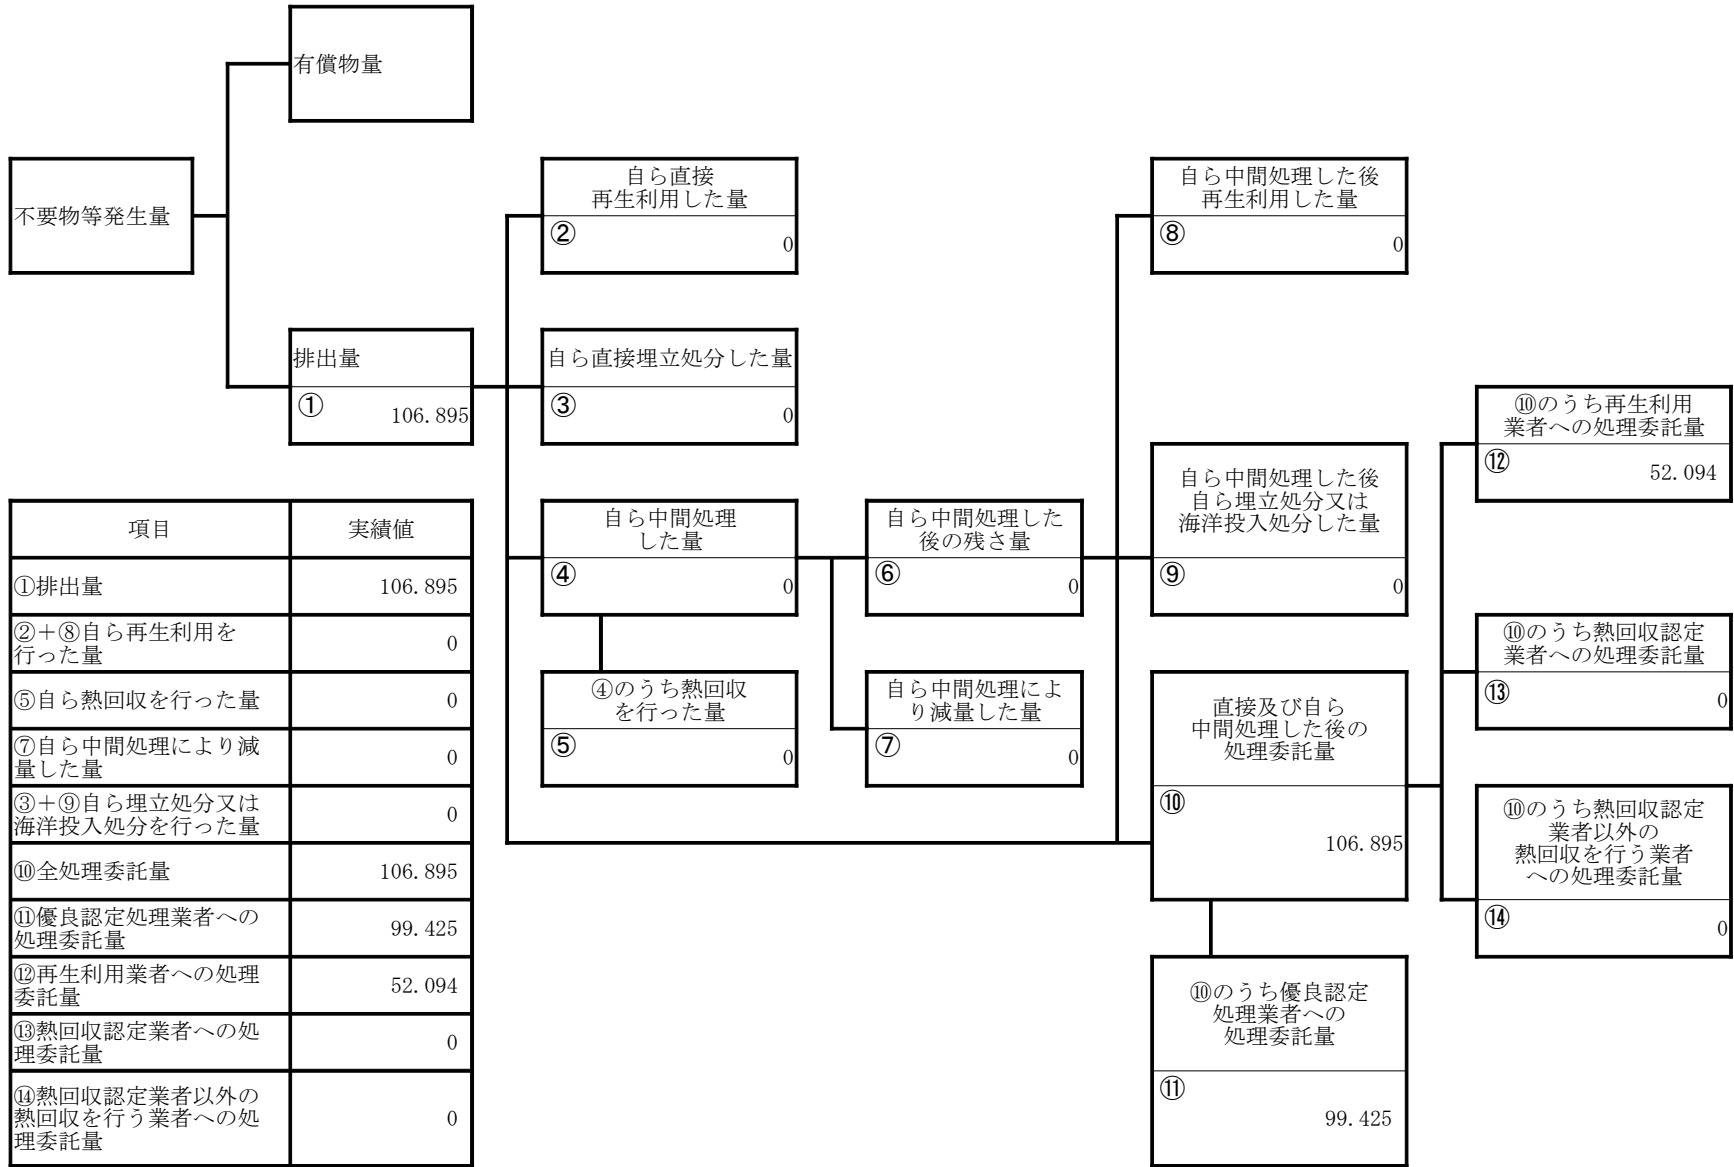 有償物量
不要物等発生量
排出量
①
106.895
自ら直接
再生利用した量
②
0
自ら直接埋立処分した量
③
0
自ら中間処理
した量
④
0
④のうち熱回収
を行った量
⑤
0
自ら中間処理した
後の残さ量
⑥
0
自ら中間処理によ
り減量した量
⑦
0
自ら中間処理した後
再生利用した量
⑧
0
自ら中間処理した後
自ら埋立処分又は
海洋投入処分した量
⑨
0
直接及び自ら
中間処理した後の
処理委託量
⑩
106.895
⑩のうち優良認定
処理業者への
処理委託量
⑪
99.425
⑩のうち再生利用
業者への処理委託量
⑫
52.094
⑩のうち熱回収認定
業者への処理委託量
⑬
0
⑩のうち熱回収認定
業者以外の
熱回収を行う業者
への処理委託量
⑭
0
項目 実績値
①排出量 106.895
②+⑧自ら再生利用を
行った量 0
⑤自ら熱回収を行った量 0
⑦自ら中間処理により減
量した量 0
③+⑨自ら埋立処分又は
海洋投入処分を行った量 0
⑩全処理委託量 106.895
⑪優良認定処理業者への
処理委託量 99.425
⑫再生利用業者への処理
委託量 52.094
⑬熱回収認定業者への処
理委託量 0
⑭熱回収認定業者以外の
熱回収を行う業者への処
理委託量 0